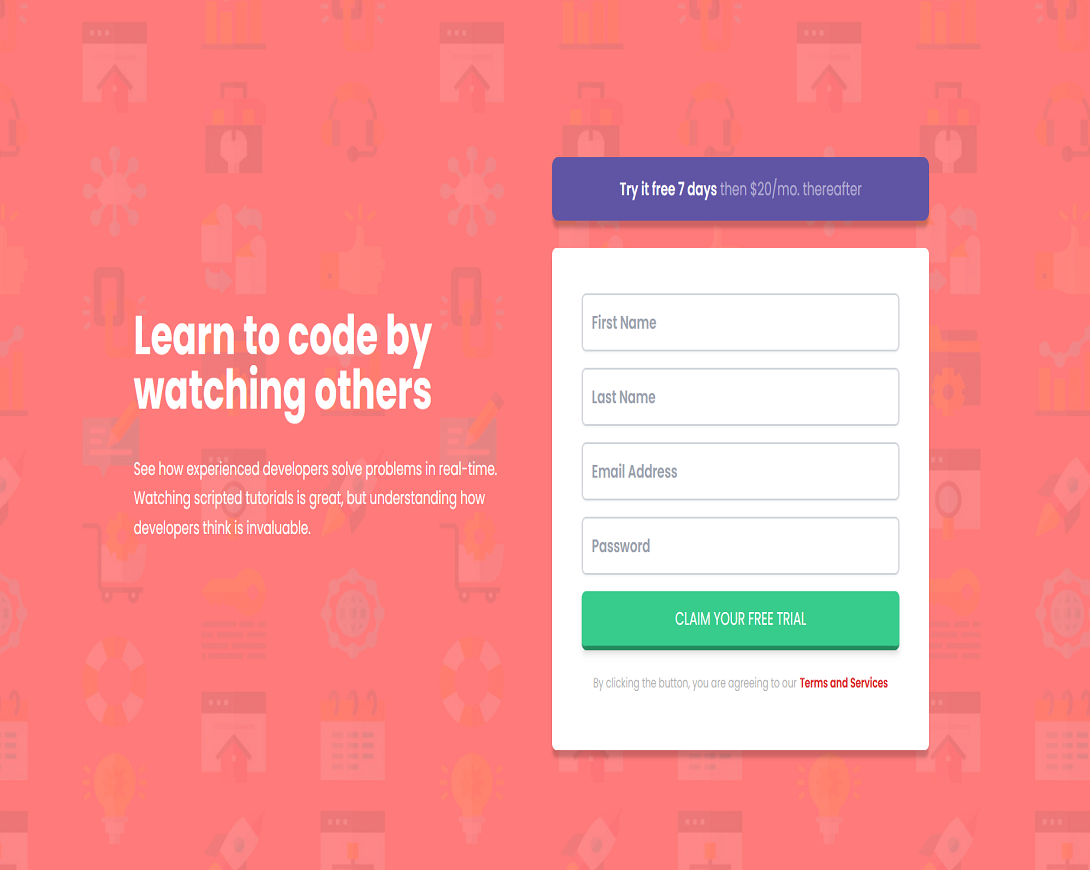 Learn to code by
watching others
See how experienced developers solve problems in real-time.
Watching scripted tutorials is great, but understanding how
developers think is invaluable.
Try it free 7 days then $20/mo. thereafter
First Name
Last Name
Email Address
Password
CLAIM YOUR FREE TRIAL
By clicking the button, you are agreeing to our Terms and Services